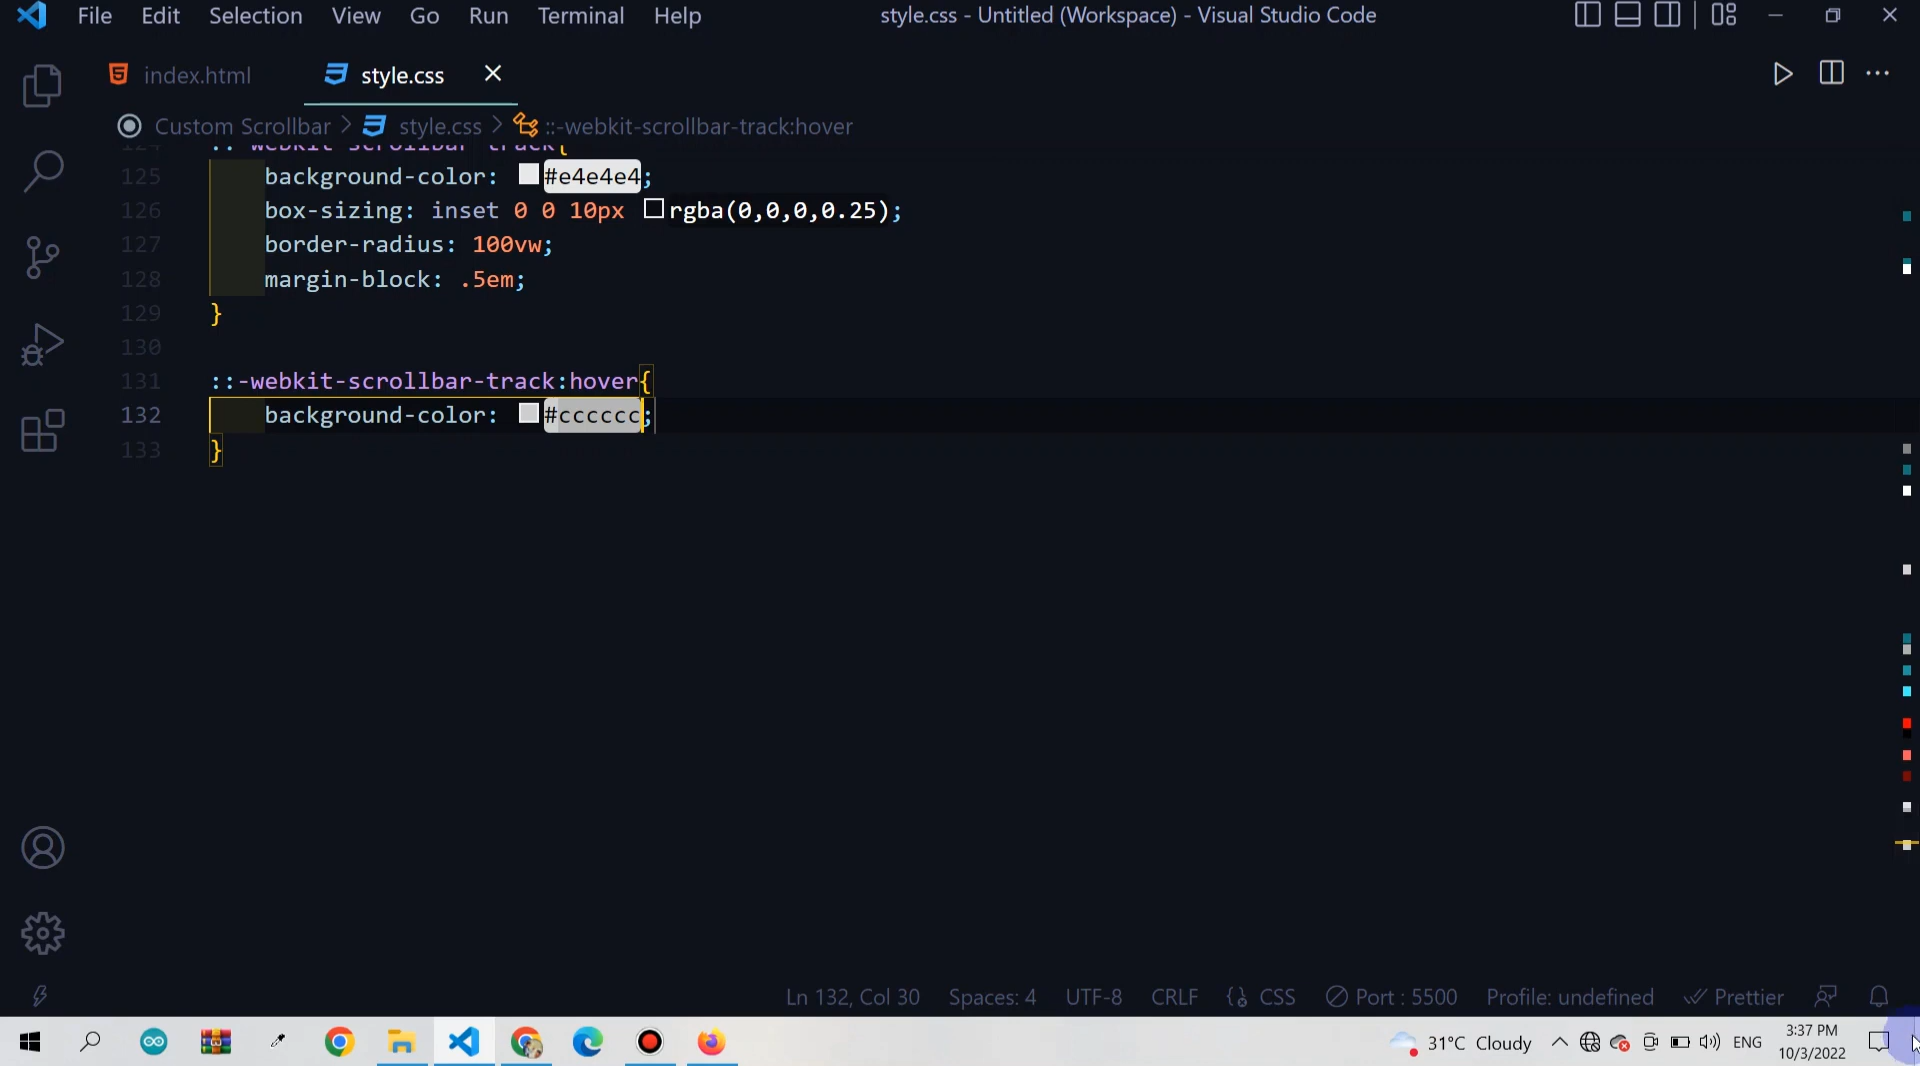 File Edit Selection View Go Run Terminal Help style.css - Untitled (Workspace) - Visual Studio Code
index.html style.css
Custom Scrollbar > style.css > ::-webkit-scrollbar-track:hover
124 ::-webkit-scrollbar-track{
125 background-color: #e4e4e4;
126 box-sizing: inset 0 0 10px rgba(0,0,0,0.25);
127 border-radius: 100vw;
128 margin-block: .5em;
129 }
130
131 ::-webkit-scrollbar-track:hover{
132 background-color: #cccccc;
133 }
Ln 132, Col 30 Spaces: 4 UTF-8 CRLF CSS Port : 5500 Profile: undefined Prettier
31°C Cloudy ENG 3:37 PM
10/3/2022